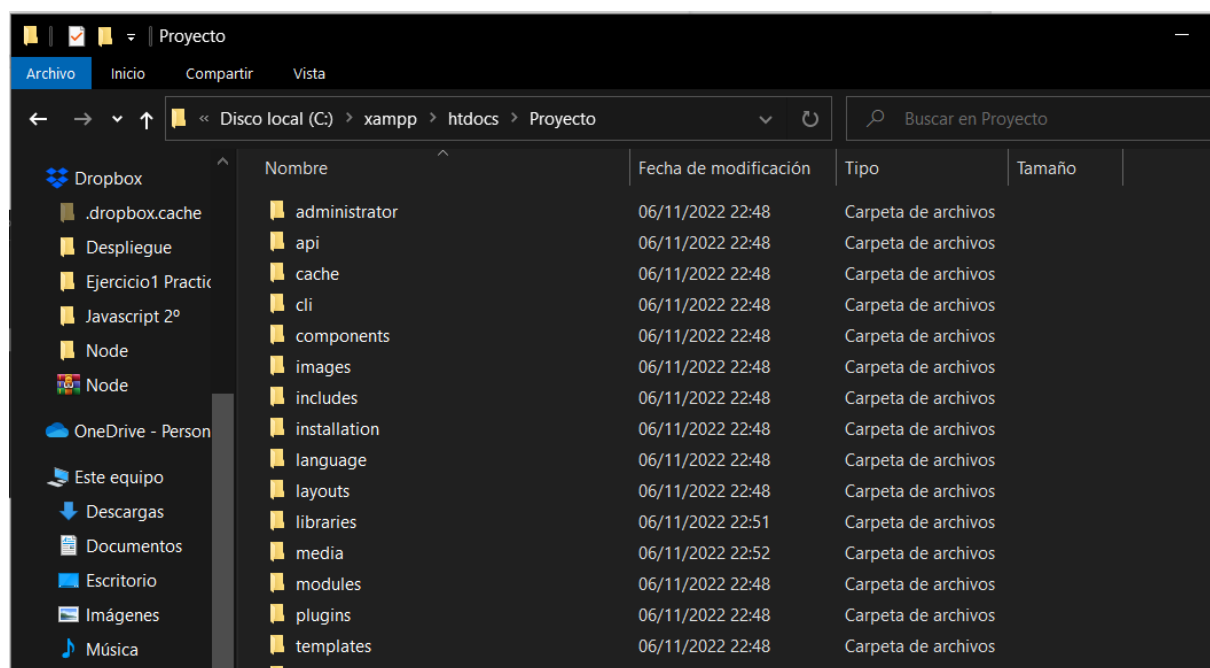 Proyecto
Archivo Inicio Compartir Vista
« Disco local (C:) > xampp > htdocs > Proyecto Buscar en Proyecto
Dropbox
.dropbox.cache
Despliegue
Ejercicio1 Practic
Javascript 2º
Node
Node
OneDrive - Person
Este equipo
Descargas
Documentos
Escritorio
Imágenes
Música
Nombre Fecha de modificación Tipo Tamaño
administrator 06/11/2022 22:48 Carpeta de archivos
api 06/11/2022 22:48 Carpeta de archivos
cache 06/11/2022 22:48 Carpeta de archivos
cli 06/11/2022 22:48 Carpeta de archivos
components 06/11/2022 22:48 Carpeta de archivos
images 06/11/2022 22:48 Carpeta de archivos
includes 06/11/2022 22:48 Carpeta de archivos
installation 06/11/2022 22:48 Carpeta de archivos
language 06/11/2022 22:48 Carpeta de archivos
layouts 06/11/2022 22:48 Carpeta de archivos
libraries 06/11/2022 22:51 Carpeta de archivos
media 06/11/2022 22:52 Carpeta de archivos
modules 06/11/2022 22:48 Carpeta de archivos
plugins 06/11/2022 22:48 Carpeta de archivos
templates 06/11/2022 22:48 Carpeta de archivos